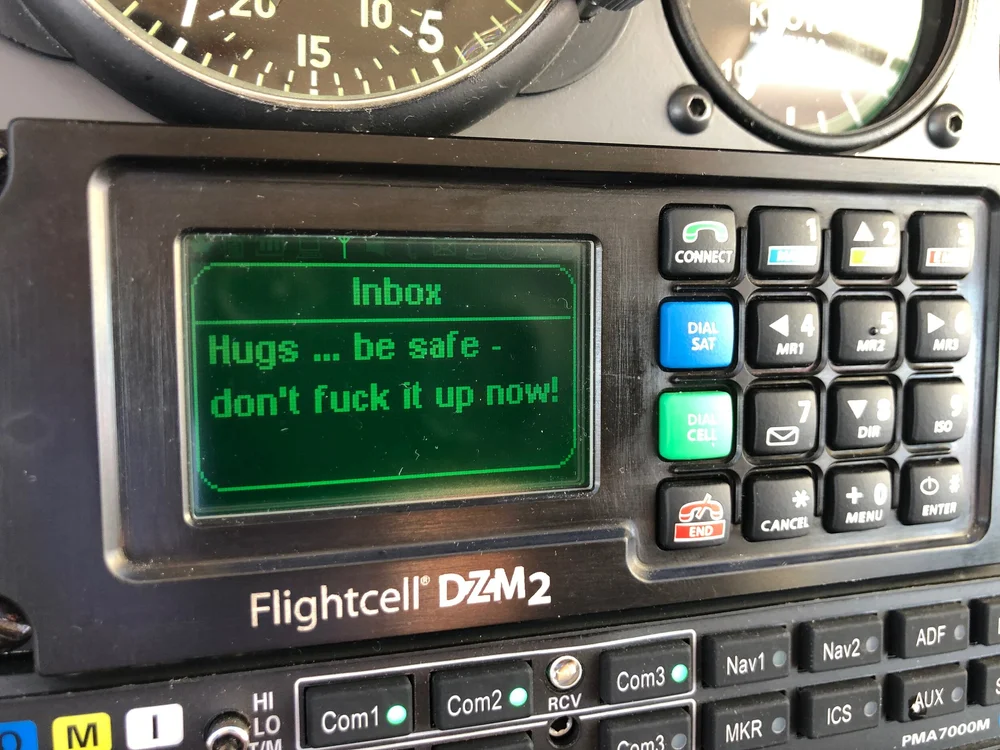 20
10
15
5
Inbox
Hugs ... be safe -
don't fuck it up now!
CONNECT
1
2
3
DIAL
SAT
4
MR1
5
MR2
6
MR3
DIAL
CELL
7
8
DIR
9
ISO
END
*
CANCEL
+ 0
MENU
*
ENTER
Flightcell® DZM2
M
I
HI
LO
T/M
Com1
Com2
RCV
Com3
Nav1
Nav2
ADF
Com3
MKR
ICS
AUX
PMA7000M